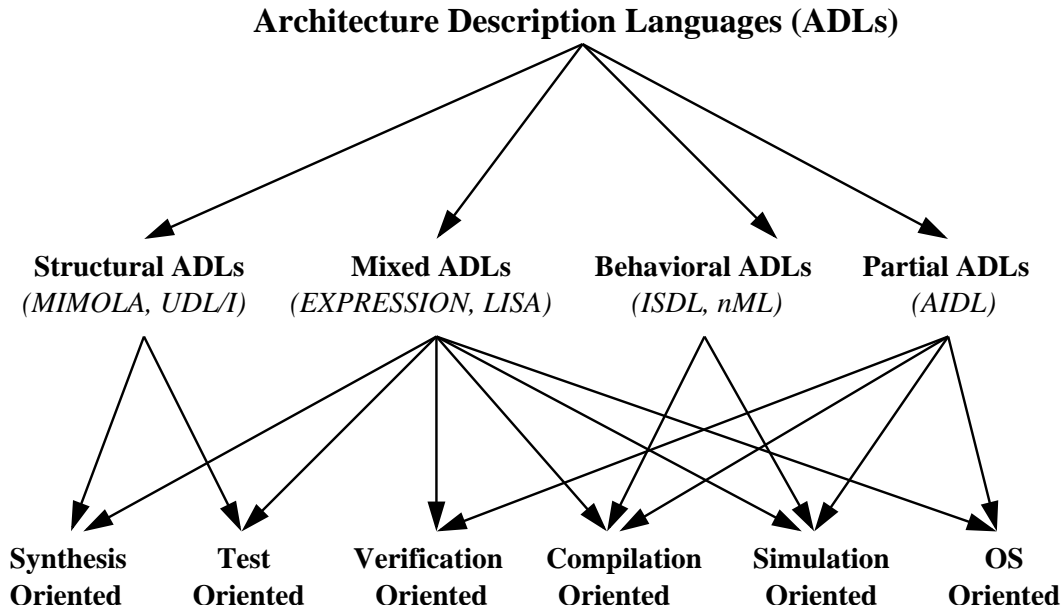 Architecture Description Languages (ADLs)
Structural ADLs
(MIMOLA, UDL/I)
Mixed ADLs
(EXPRESSION, LISA)
Behavioral ADLs
(ISDL, nML)
Partial ADLs
(AIDL)
Synthesis
Oriented
Test
Oriented
Verification
Oriented
Compilation
Oriented
Simulation
Oriented
OS
Oriented